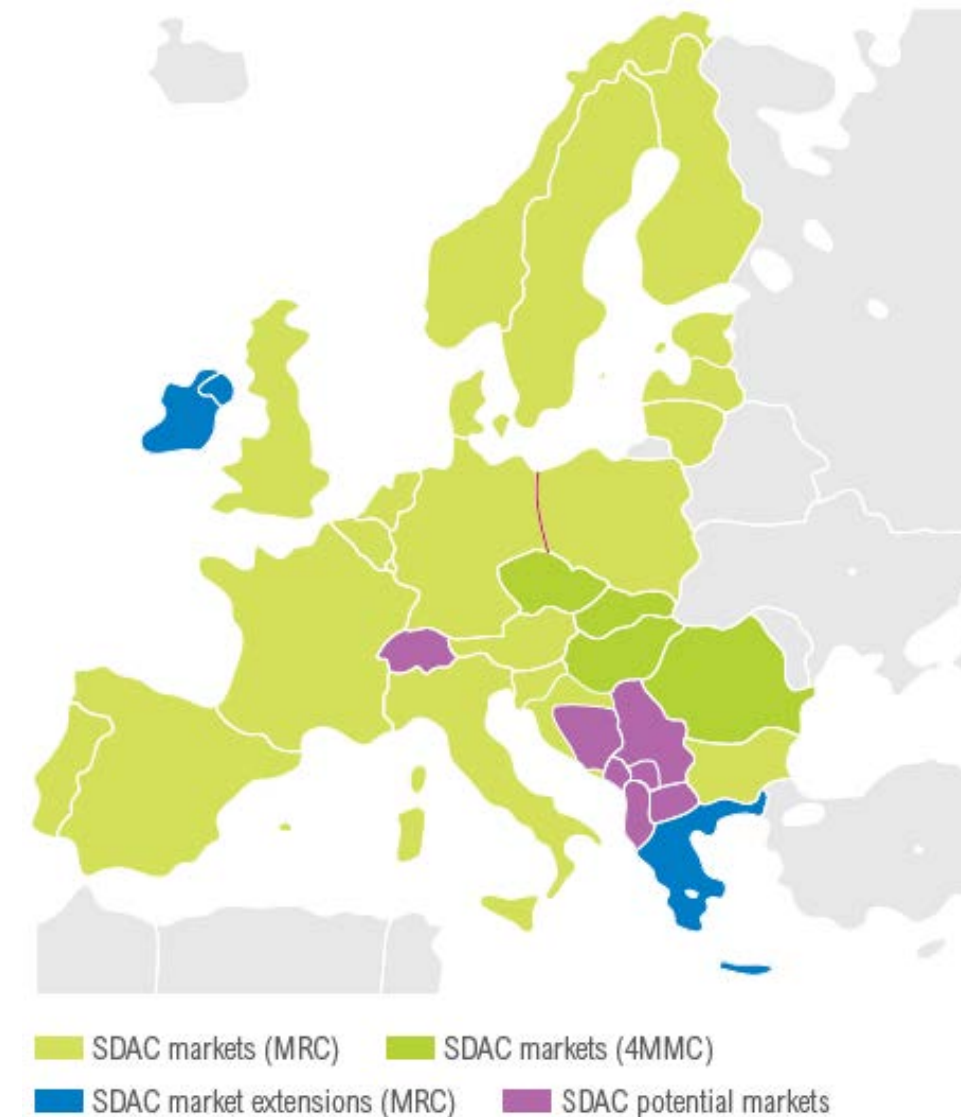 SDAC markets (MRC) SDAC markets (4MMC)
SDAC market extensions (MRC) SDAC potential markets